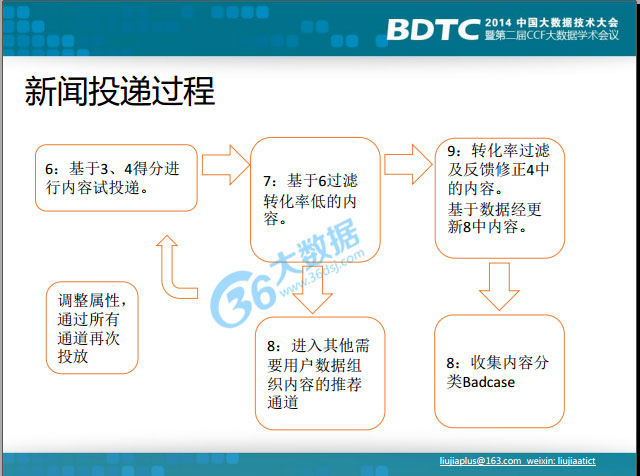 BDTC 2014 中国大数据技术大会
暨第二届CCF大数据学术会议
新闻投递过程
6：基于3、4得分进
行内容试投递。
7：基于6过滤
转化率低的内
容。
9：转化率过滤
及反馈修正4中
的内容。
基于数据经更
新8中内容。
36大数据
www.36dsj.com
调整属性，
通过所有
通道再次
投放
8：进入其他需
要用户数据组
织内容的推荐
通道
8：收集内容分
类Badcase
liujiaplus@163.com weixin: liujiaatict